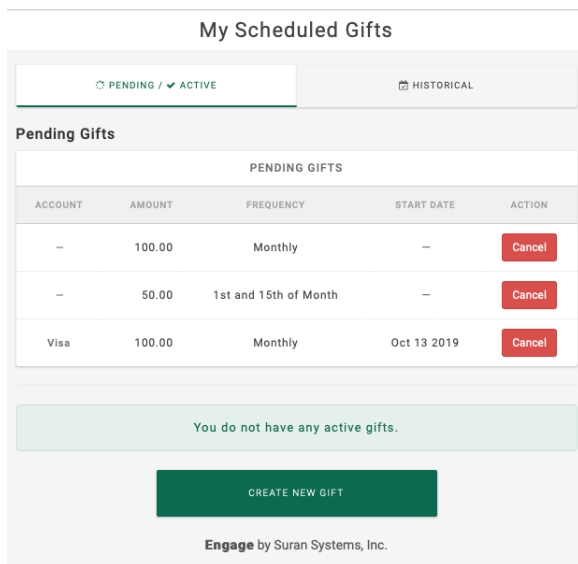 My Scheduled Gifts
PENDING / ✔ ACTIVE
HISTORICAL
Pending Gifts
PENDING GIFTS
ACCOUNT AMOUNT FREQUENCY START DATE ACTION
— 100.00 Monthly — Cancel
— 50.00 1st and 15th of Month — Cancel
Visa 100.00 Monthly Oct 13 2019 Cancel
You do not have any active gifts.
CREATE NEW GIFT
Engage by Suran Systems, Inc.